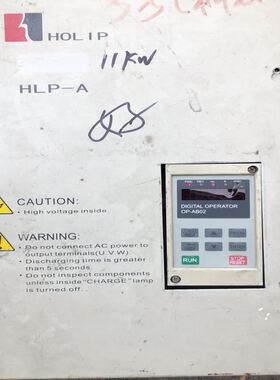 HOLIP
11KW
HLP-A
DIGITAL OPERATOR
OP-AB02
RUN
STOP
RESET
CAUTION:
• High voltage inside.
WARNING:
• Do not connect AC power to
output terminals(U.V.W).
• Discharging time is greater
than 5 seconds.
• Do not inspect components
unless inside "CHARGE" lamp
is turned off.